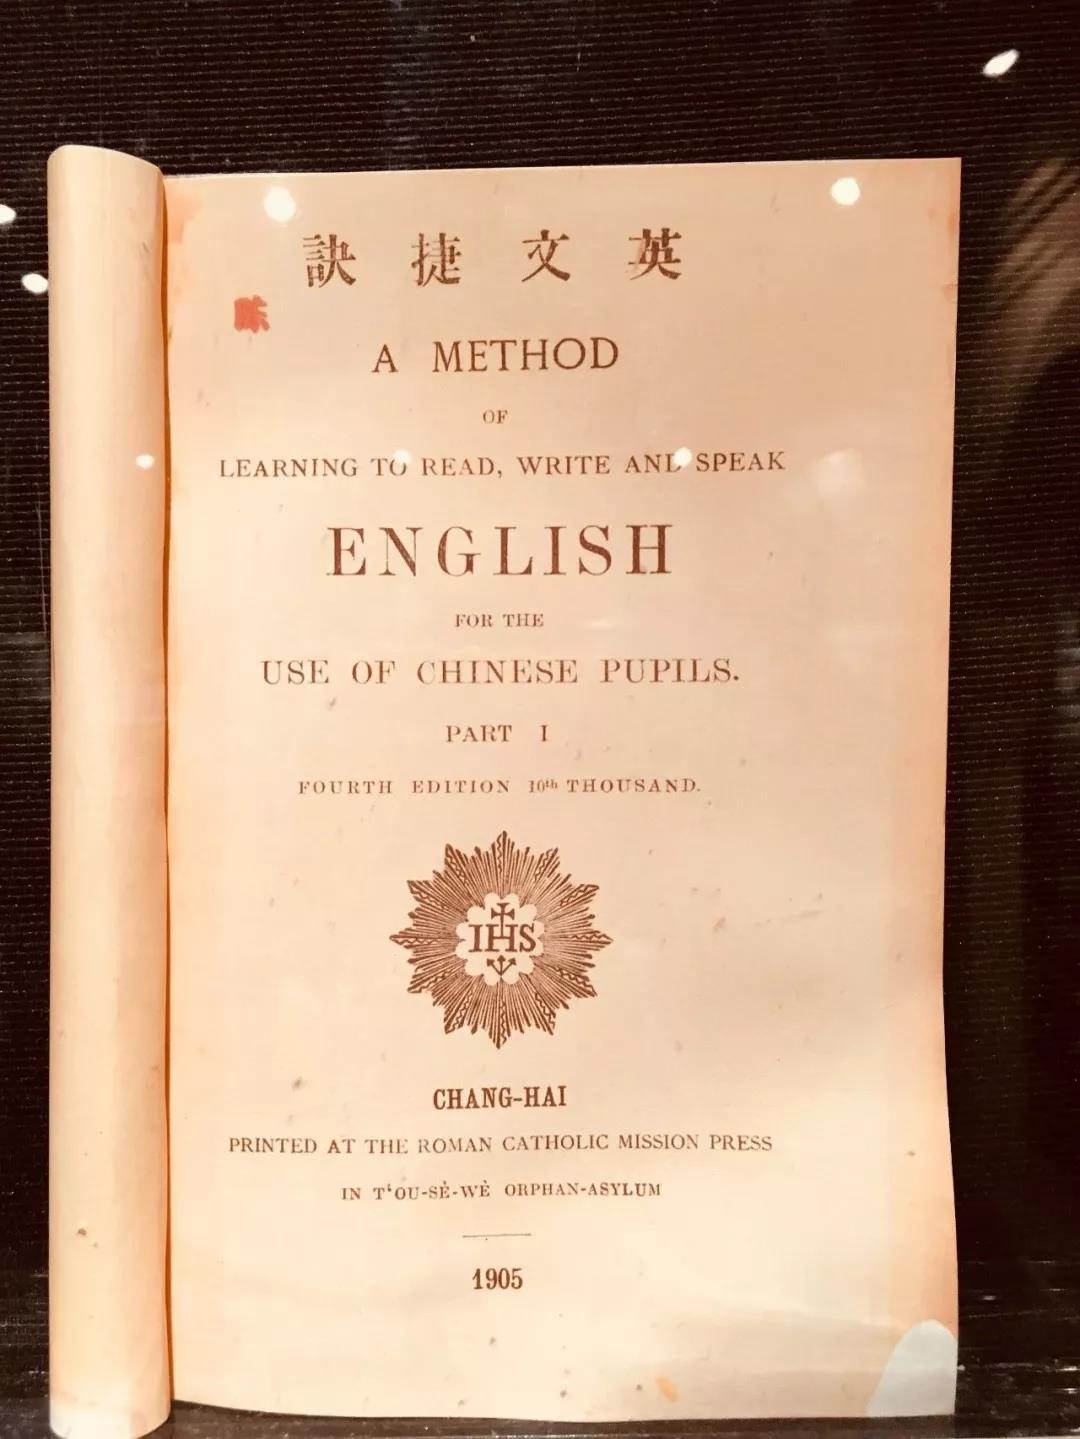 訣捷文英
A METHOD
OF
LEARNING TO READ, WRITE AND SPEAK
ENGLISH
FOR THE
USE OF CHINESE PUPILS.
PART I
FOURTH EDITION 10th THOUSAND.
IHS
CHANG-HAI
PRINTED AT THE ROMAN CATHOLIC MISSION PRESS
IN T‘OU-SÈ-WÈ ORPHAN-ASYLUM
1905